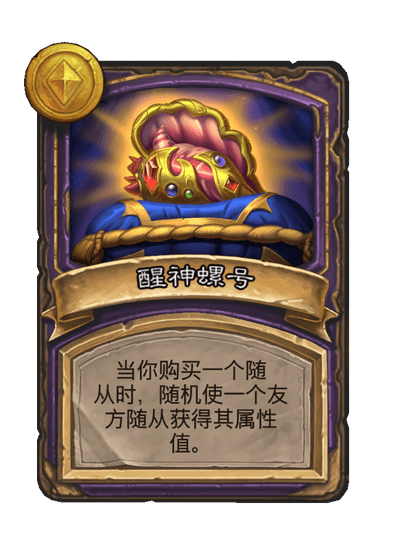 醒神螺号
当你购买一个随
从时，随机使一个友
方随从获得其属性
值。